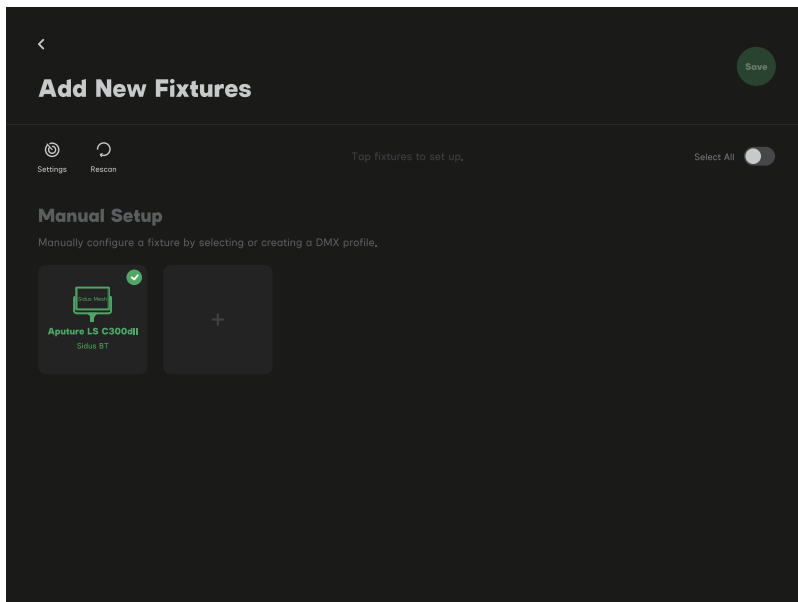 Save
Add New Fixtures
Settings
Rescan
Tap fixtures to set up.
Select All
Manual Setup
Manually configure a fixture by selecting or creating a DMX profile.
Sidus Mesh
Aputure LS C300dII
Sidus BT